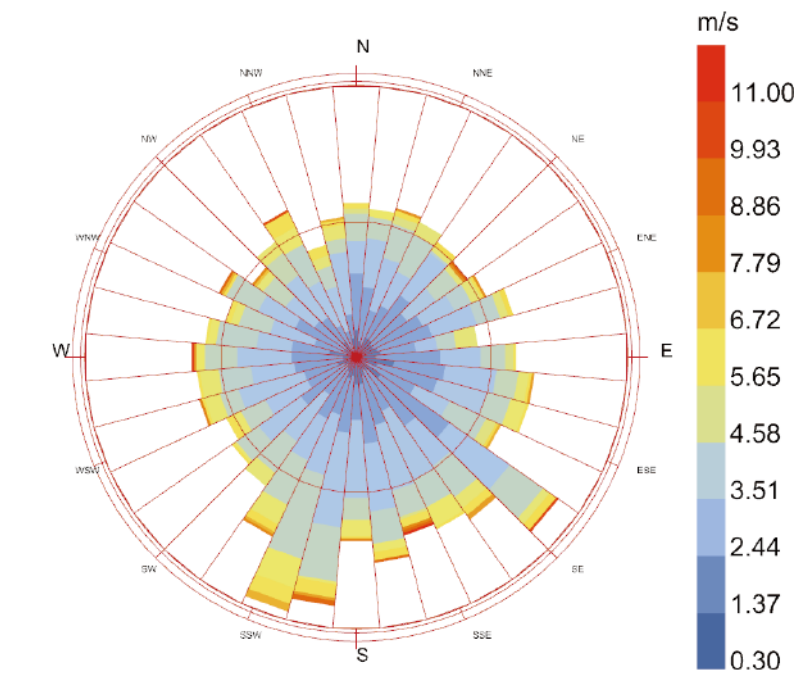 m/s
N
NNW
NNE
11.00
NW
NE
9.93
8.86
WNW
ENE
7.79
6.72
W
E
5.65
4.58
WSW
ESE
3.51
2.44
SW
SE
1.37
SSW
SSE
S
0.30